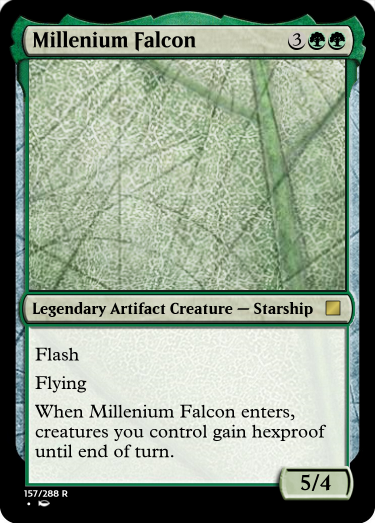 Millenium Falcon 3
Legendary Artifact Creature — Starship
Flash
Flying
When Millenium Falcon enters,
creatures you control gain hexproof
until end of turn.
5/4
157/288 R